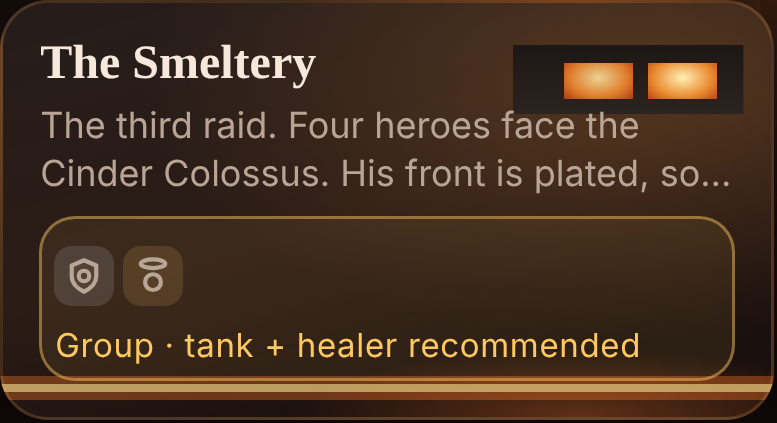 The Smeltery
The third raid. Four heroes face the
Cinder Colossus. His front is plated, so...
Group · tank + healer recommended